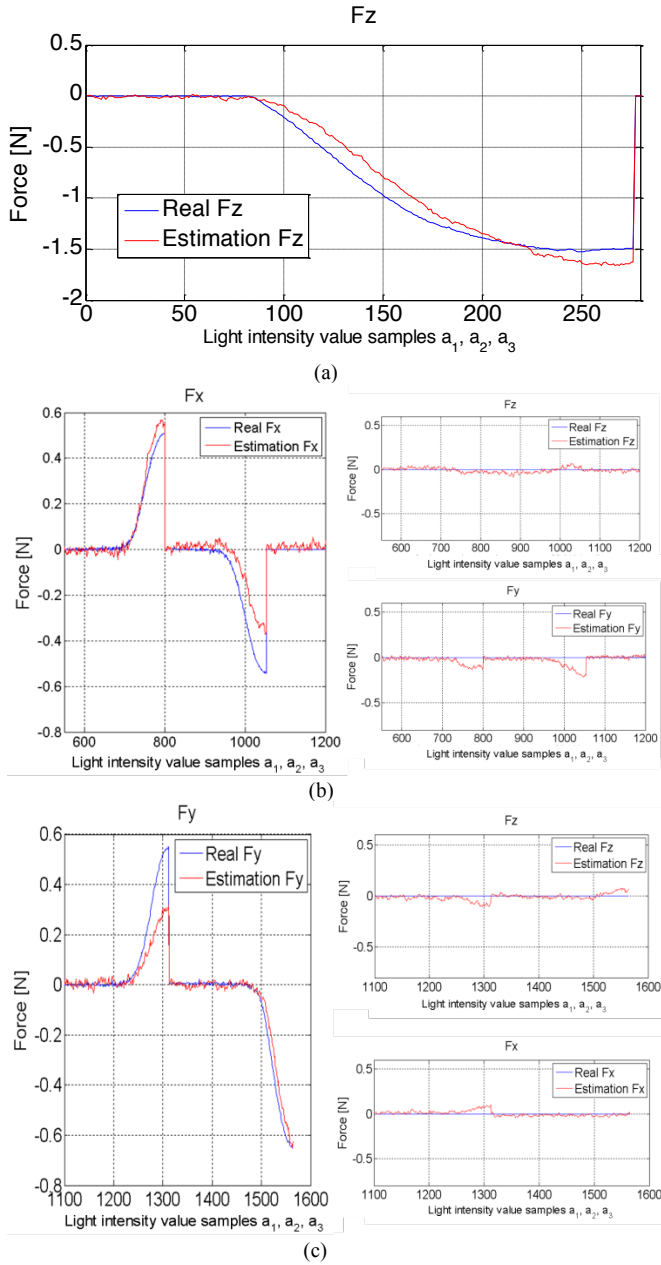 Fz
0.5
0
-0.5
-1
-1.5
-2
Force [N]
Real Fz
Estimation Fz
0 50 100 150 200 250
Light intensity value samples a1, a2, a3
(a)
Fx
0.6
0.4
0.2
0
-0.2
-0.4
-0.6
-0.8
Force [N]
Real Fx
Estimation Fx
600 800 1000 1200
Light intensity value samples a1, a2, a3
Fz
0.5
0
-0.5
Force [N]
Real Fz
Estimation Fz
600 700 800 900 1000 1100 1200
Light intensity value samples a1, a2, a3
Fy
0.5
0
-0.5
Force [N]
Real Fy
Estimation Fy
600 700 800 900 1000 1100 1200
Light intensity value samples a1, a2, a3
(b)
Fy
0.6
0.4
0.2
0
-0.2
-0.4
-0.6
-0.8
Force [N]
Real Fy
Estimation Fy
1100 1200 1300 1400 1500 1600
Light intensity value samples a1, a2, a3
Fz
0.5
0
-0.5
Force [N]
Real Fz
Estimation Fz
1100 1200 1300 1400 1500 1600
Light intensity value samples a1, a2, a3
Fx
0.5
0
-0.5
Force [N]
Real Fx
Estimation Fx
1100 1200 1300 1400 1500 1600
Light intensity value samples a1, a2, a3
(c)